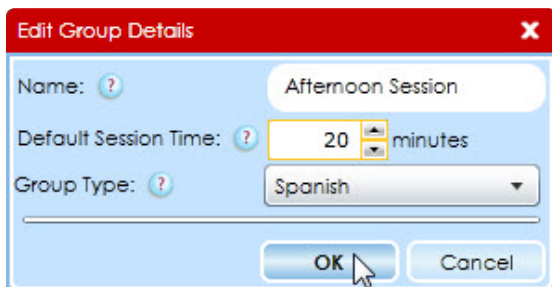 Edit Group Details
Name: ? Afternoon Session
Default Session Time: ? 20 minutes
Group Type: ? Spanish
OK Cancel